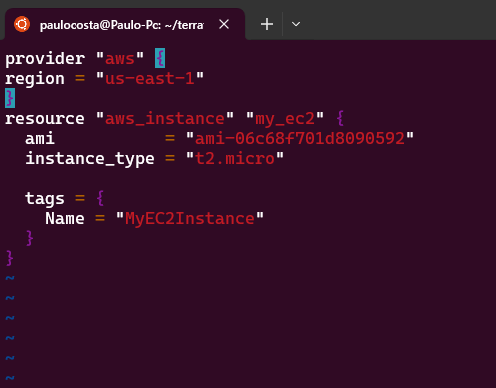 paulocosta@Paulo-Pc: ~/terra
provider "aws" {
region = "us-east-1"
}
resource "aws_instance" "my_ec2" {
  ami           = "ami-06c68f701d8090592"
  instance_type = "t2.micro"

  tags = {
    Name = "MyEC2Instance"
  }
}
~
~
~
~
~
~